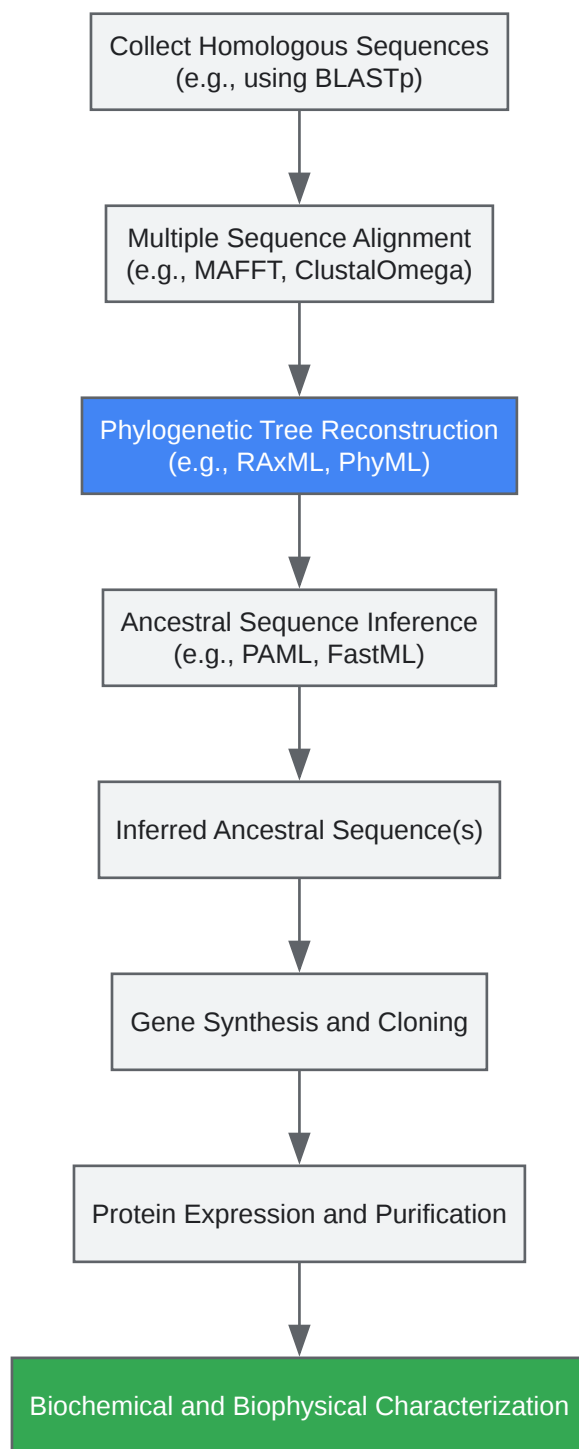 Collect Homologous Sequences
(e.g., using BLASTp)
Multiple Sequence Alignment
(e.g., MAFFT, ClustalOmega)
Phylogenetic Tree Reconstruction
(e.g., RAxML, PhyML)
Ancestral Sequence Inference
(e.g., PAML, FastML)
Inferred Ancestral Sequence(s)
Gene Synthesis and Cloning
Protein Expression and Purification
Biochemical and Biophysical Characterization